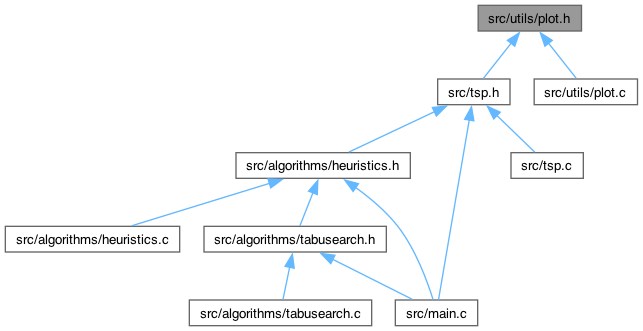 src/utils/plot.h
src/tsp.h
src/utils/plot.c
src/algorithms/heuristics.h
src/tsp.c
src/algorithms/heuristics.c
src/algorithms/tabusearch.h
src/algorithms/tabusearch.c
src/main.c